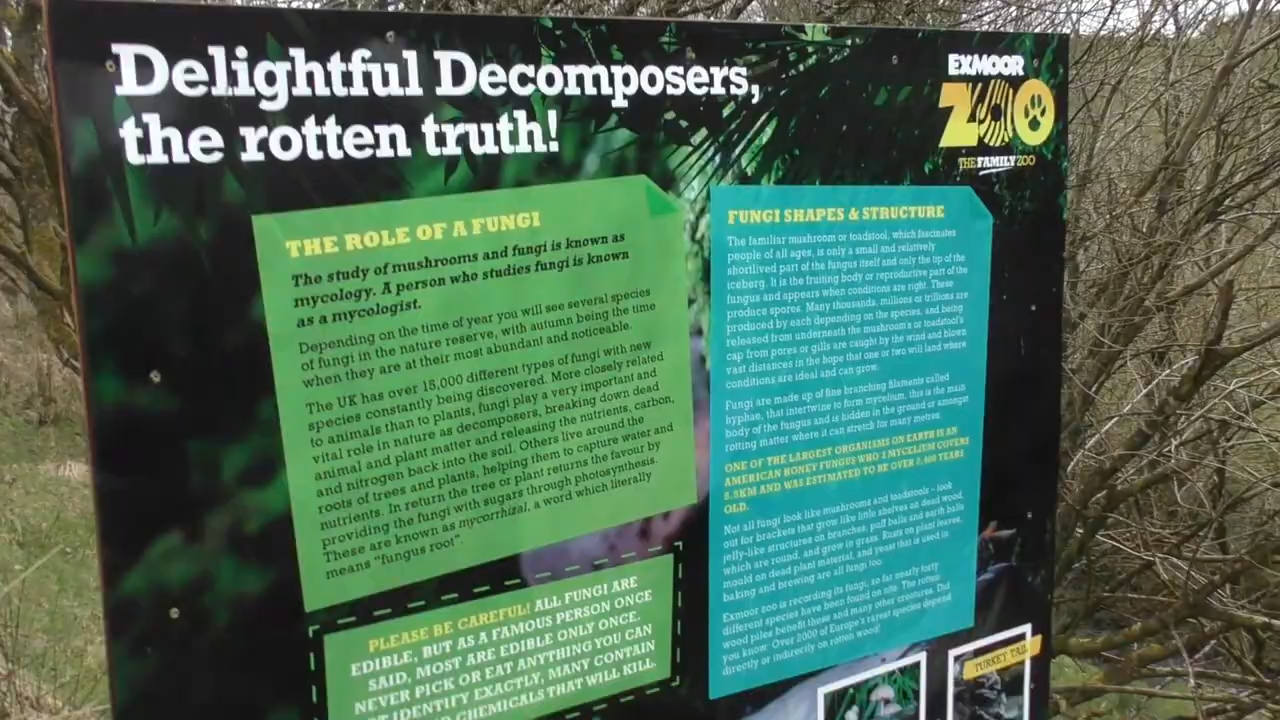 Delightful Decomposers,
the rotten truth!
EXMOOR
ZOO
THE FAMILY ZOO
THE ROLE OF A FUNGI
The study of mushrooms and fungi is known as
mycology. A person who studies fungi is known
as a mycologist.
Depending on the time of year you will see several species
of fungi in the nature reserve, with autumn being the time
when they are at their most abundant and noticeable.
The UK has over 15,000 different types of fungi with new
species constantly being discovered. More closely related
to animals than to plants, fungi play a very important and
vital role in nature as decomposers, breaking down dead
animal and plant matter and releasing the nutrients, carbon,
and nitrogen back into the soil. Others live around the
roots of trees and plants, helping them to capture water and
nutrients. In return the tree or plant returns the favour by
providing the fungi with sugars through photosynthesis.
These are known as mycorrhizal, a word which literally
means "fungus root".
PLEASE BE CAREFUL! ALL FUNGI ARE
EDIBLE, BUT AS A FAMOUS PERSON ONCE
SAID, MOST ARE EDIBLE ONLY ONCE.
NEVER PICK OR EAT ANYTHING YOU CAN
IDENTIFY EXACTLY, MANY CONTAIN
CHEMICALS THAT WILL KILL.
FUNGI SHAPES & STRUCTURE
The familiar mushroom or toadstool, which fascinates
people of all ages, is only a small and relatively
shortlived part of the fungus itself and only the tip of the
iceberg. It is the fruiting body or reproductive part of the
fungus and appears when conditions are right. These
produce spores. Many thousands, millions or trillions are
produced by each depending on the species, and being
released from underneath the mushroom's or toadstool's
cap from pores or gills are caught by the wind and blown
vast distances in the hope that one or two will land where
conditions are ideal and can grow.
Fungi are made up of fine branching filaments called
hyphae, that intertwine to form mycelium, this is the main
body of the fungus and is hidden in the ground or amongst
rotting matter where it can stretch for many metres.
ONE OF THE LARGEST ORGANISMS ON EARTH IS AN
AMERICAN HONEY FUNGUS WHO'S MYCELIUM COVERS
AND WAS ESTIMATED TO BE OVER 2,400 YEARS
OLD.
Not all fungi look like mushrooms and toadstools – look
out for brackets that grow like little shelves on dead wood,
jelly-like structures on branches, puff balls and earth balls
which are round, and grow in grass. Rusts on plant leaves,
mould on dead plant material, and yeast that is used in
baking and brewing are all fungi too.
Exmoor zoo is recording its fungi, so far nearly forty
different species have been found on site. The rotten
wood piles benefit these and many other creatures. Did
you know: Over 2000 of Europe's rarest species depend
directly or indirectly on rotten wood!
TURKEY TAIL